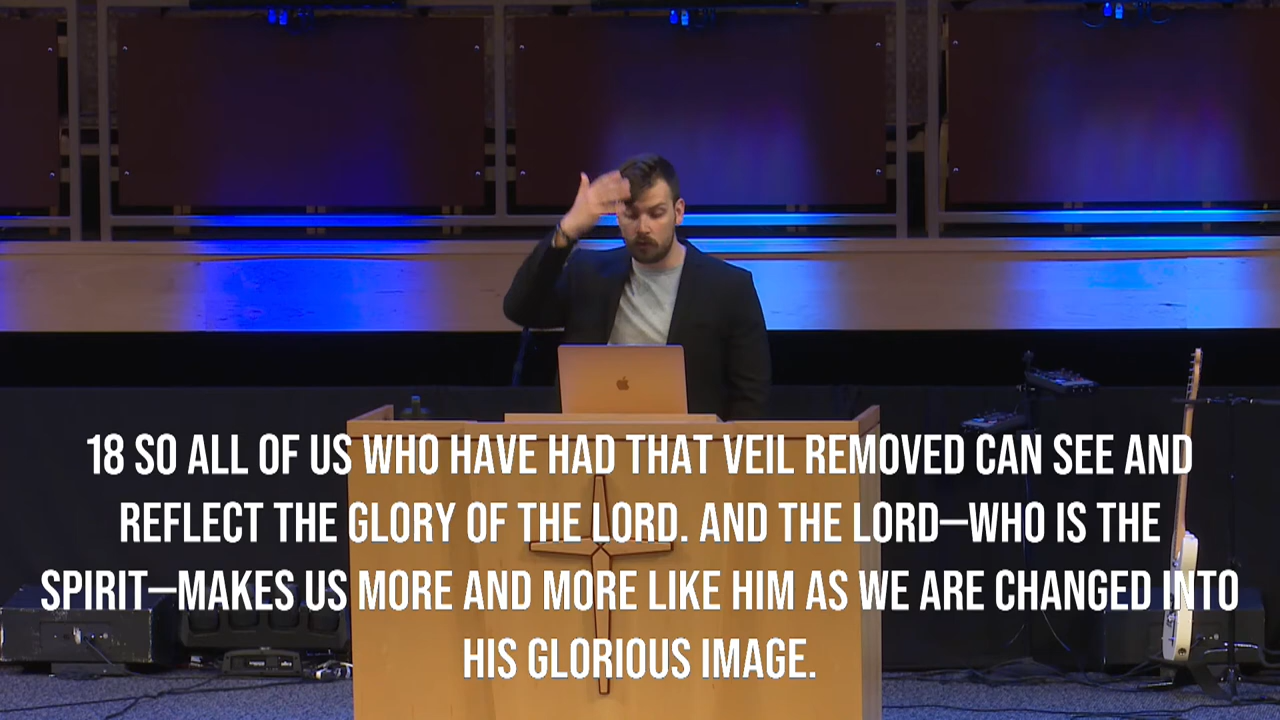 18 SO ALL OF US WHO HAVE HAD THAT VEIL REMOVED CAN SEE AND
REFLECT THE GLORY OF THE LORD. AND THE LORD—WHO IS THE
SPIRIT—MAKES US MORE AND MORE LIKE HIM AS WE ARE CHANGED INTO
HIS GLORIOUS IMAGE.